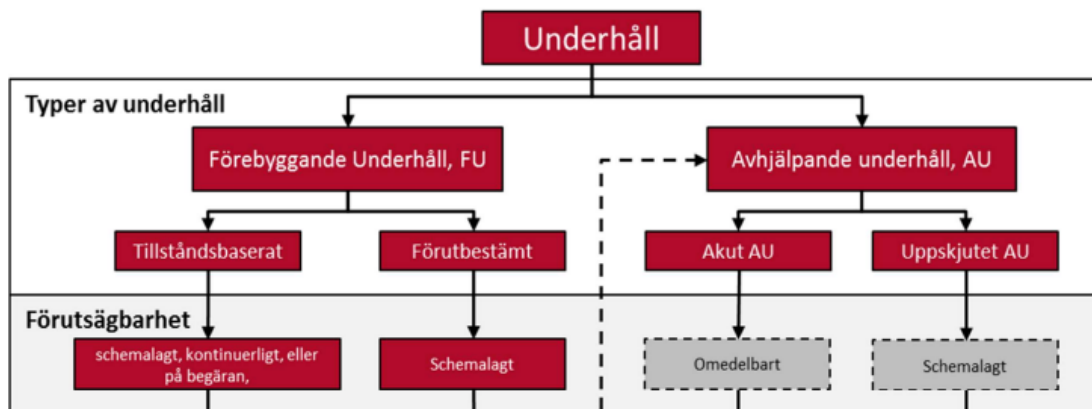 Underhåll
Typer av underhåll
Förebyggande Underhåll, FU
Avhjälpande underhåll, AU
Tillståndsbaserat
Förutbestämt
Akut AU
Uppskjutet AU
Förutsägbarhet
schemalagt, kontinuerligt, eller
på begäran,
Schemalagt
Omedelbart
Schemalagt